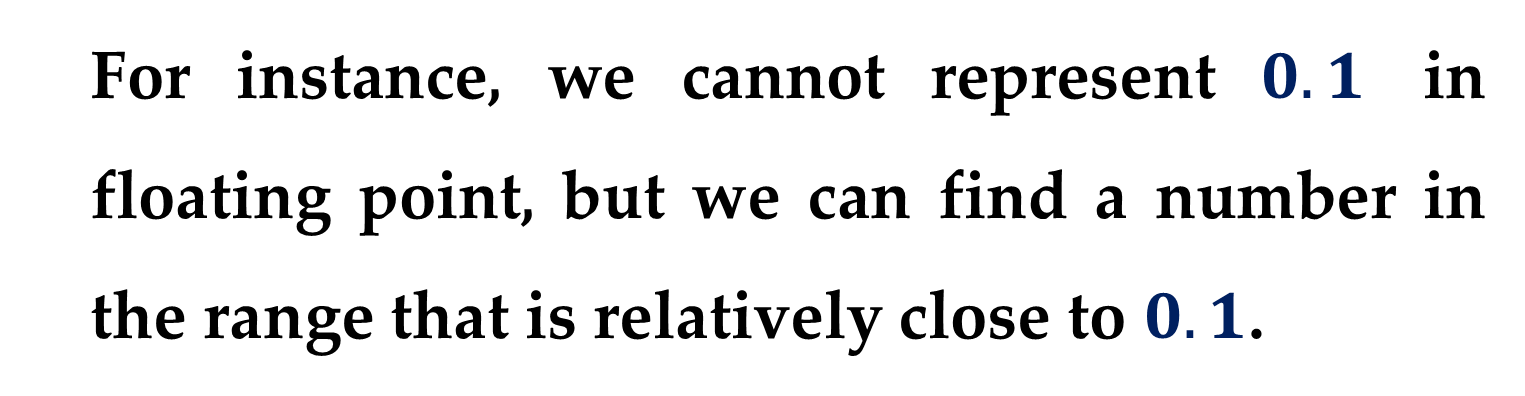 For instance, we cannot represent 0.1 in
floating point, but we can find a number in
the range that is relatively close to 0.1.